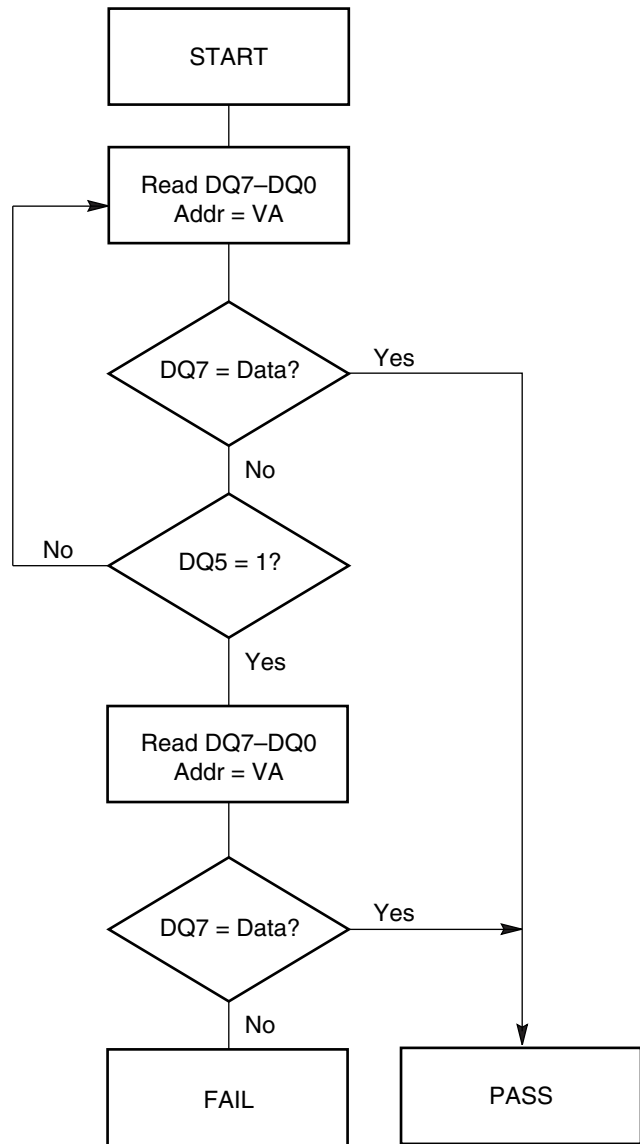 START
Read DQ7–DQ0
Addr = VA
DQ7 = Data?
Yes
No
DQ5 = 1?
No
Yes
Read DQ7–DQ0
Addr = VA
DQ7 = Data?
Yes
No
FAIL
PASS